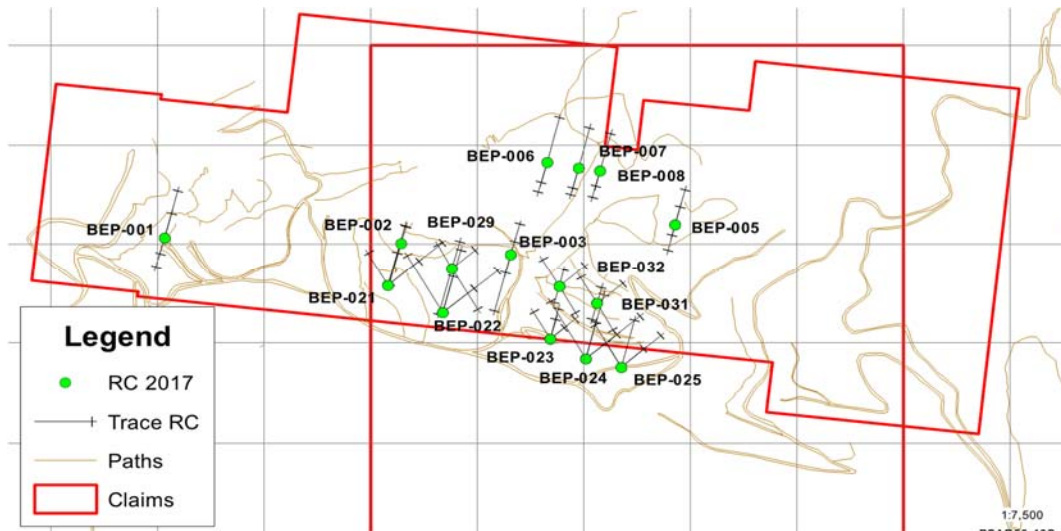 BEP-006
BEP-007
BEP-008
BEP-001
BEP-002
BEP-029
BEP-003
BEP-005
BEP-032
BEP-021
BEP-022
BEP-031
BEP-023
BEP-024
BEP-025
Legend
RC 2017
Trace RC
Paths
Claims
1:7,500